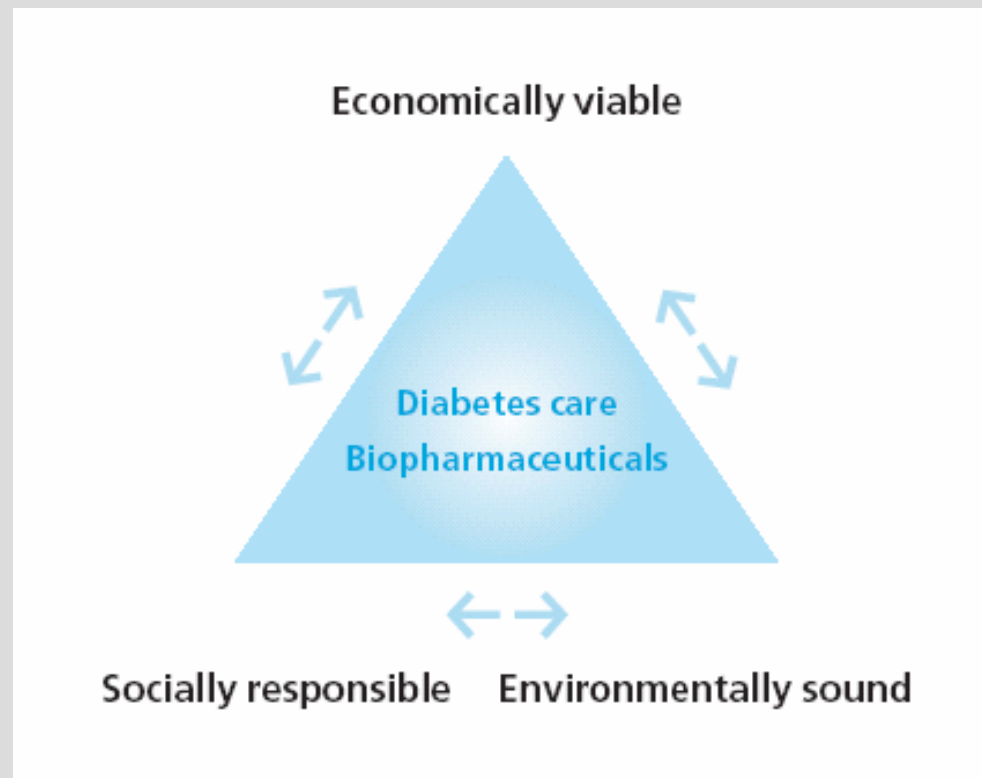 Economically viable
Diabetes care
Biopharmaceuticals
Socially responsible
Environmentally sound